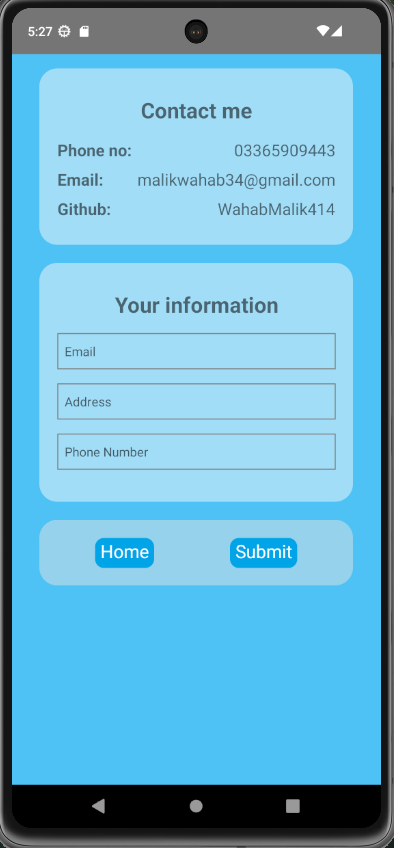 5:27
Contact me
Phone no: 03365909443
Email: malikwahab34@gmail.com
Github: WahabMalik414
Your information
Email
Address
Phone Number
Home Submit